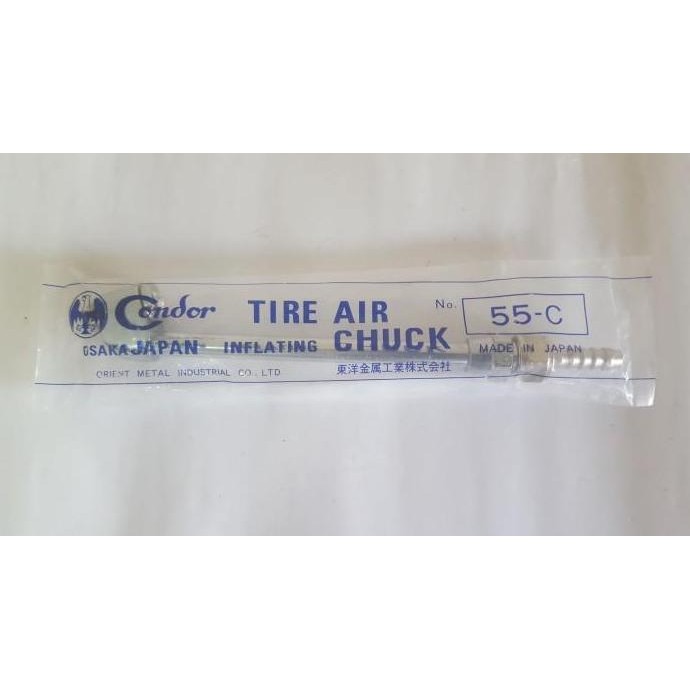 Condor TIRE AIR No. 55-C
OSAKA JAPAN INFLATING CHUCK MADE IN JAPAN
ORIENT METAL INDUSTRIAL CO., LTD 東洋金属工業株式会社